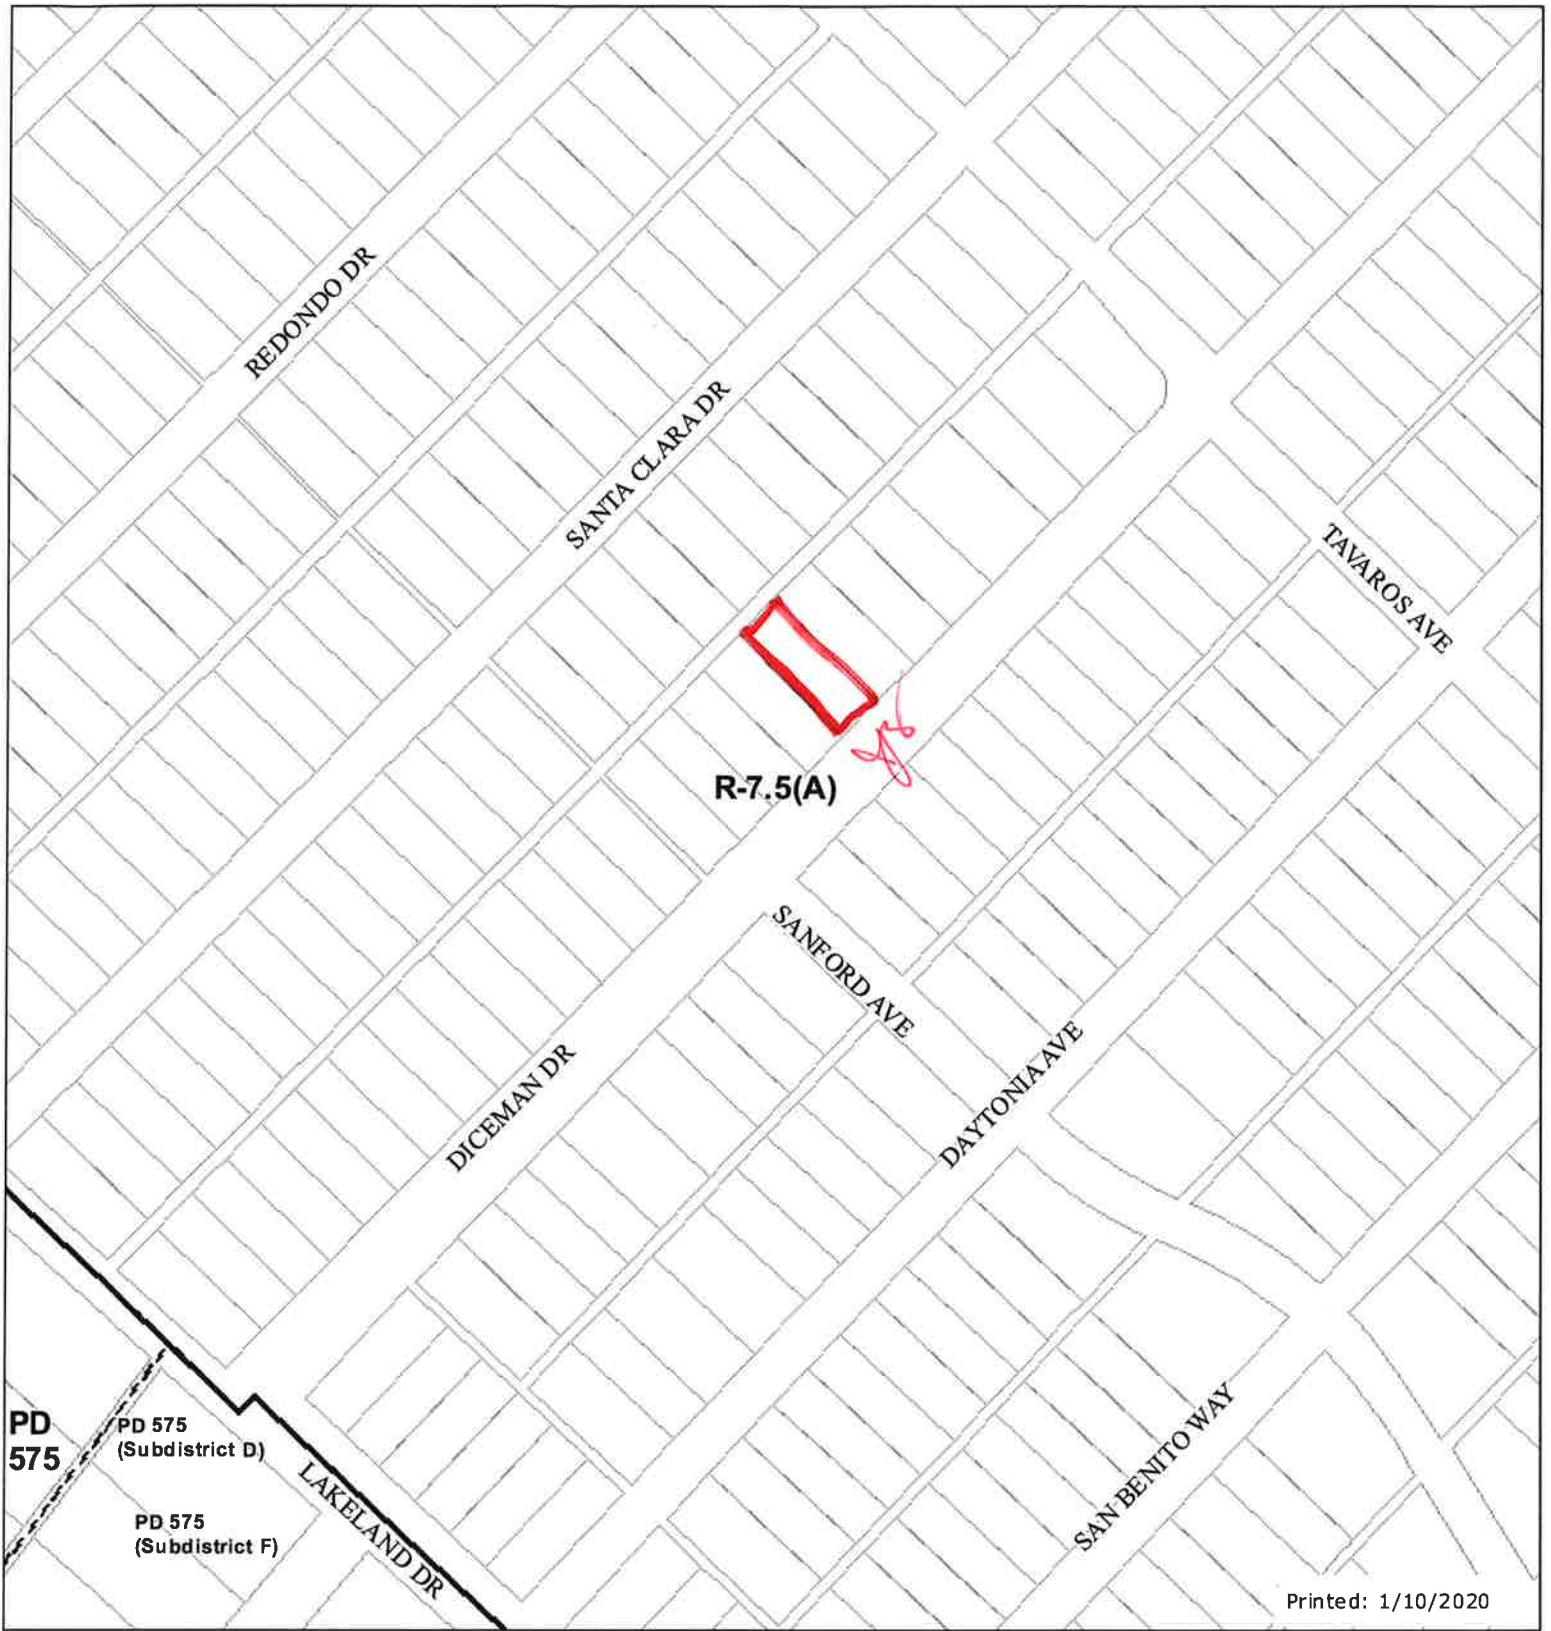 REDONDO DR
SANTA CLARA DR
TAVAROS AVE
R-7.5(A)
SANFORD AVE
DICEMAN DR
DAYTONIA AVE
PD
575
PD 575
(Subdistrict D)
PD 575
(Subdistrict F)
LAKELAND DR
SAN BENITO WAY
Printed: 1/10/2020